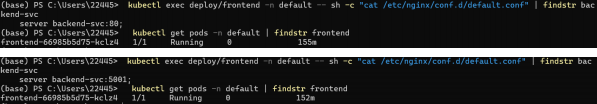 (base) PS C:\Users\22445> kubectl exec deploy/frontend -n default -- sh -c "cat /etc/nginx/conf.d/default.conf" | findstr bac
kend-svc
    server backend-svc:80;
(base) PS C:\Users\22445> kubectl get pods -n default | findstr frontend
frontend-66985b5d75-kclz4   1/1     Running   0          155m
(base) PS C:\Users\22445> kubectl exec deploy/frontend -n default -- sh -c "cat /etc/nginx/conf.d/default.conf" | findstr bac
kend-svc
    server backend-svc:5001;
(base) PS C:\Users\22445> kubectl get pods -n default | findstr frontend
frontend-66985b5d75-kclz4   1/1     Running   0          152m